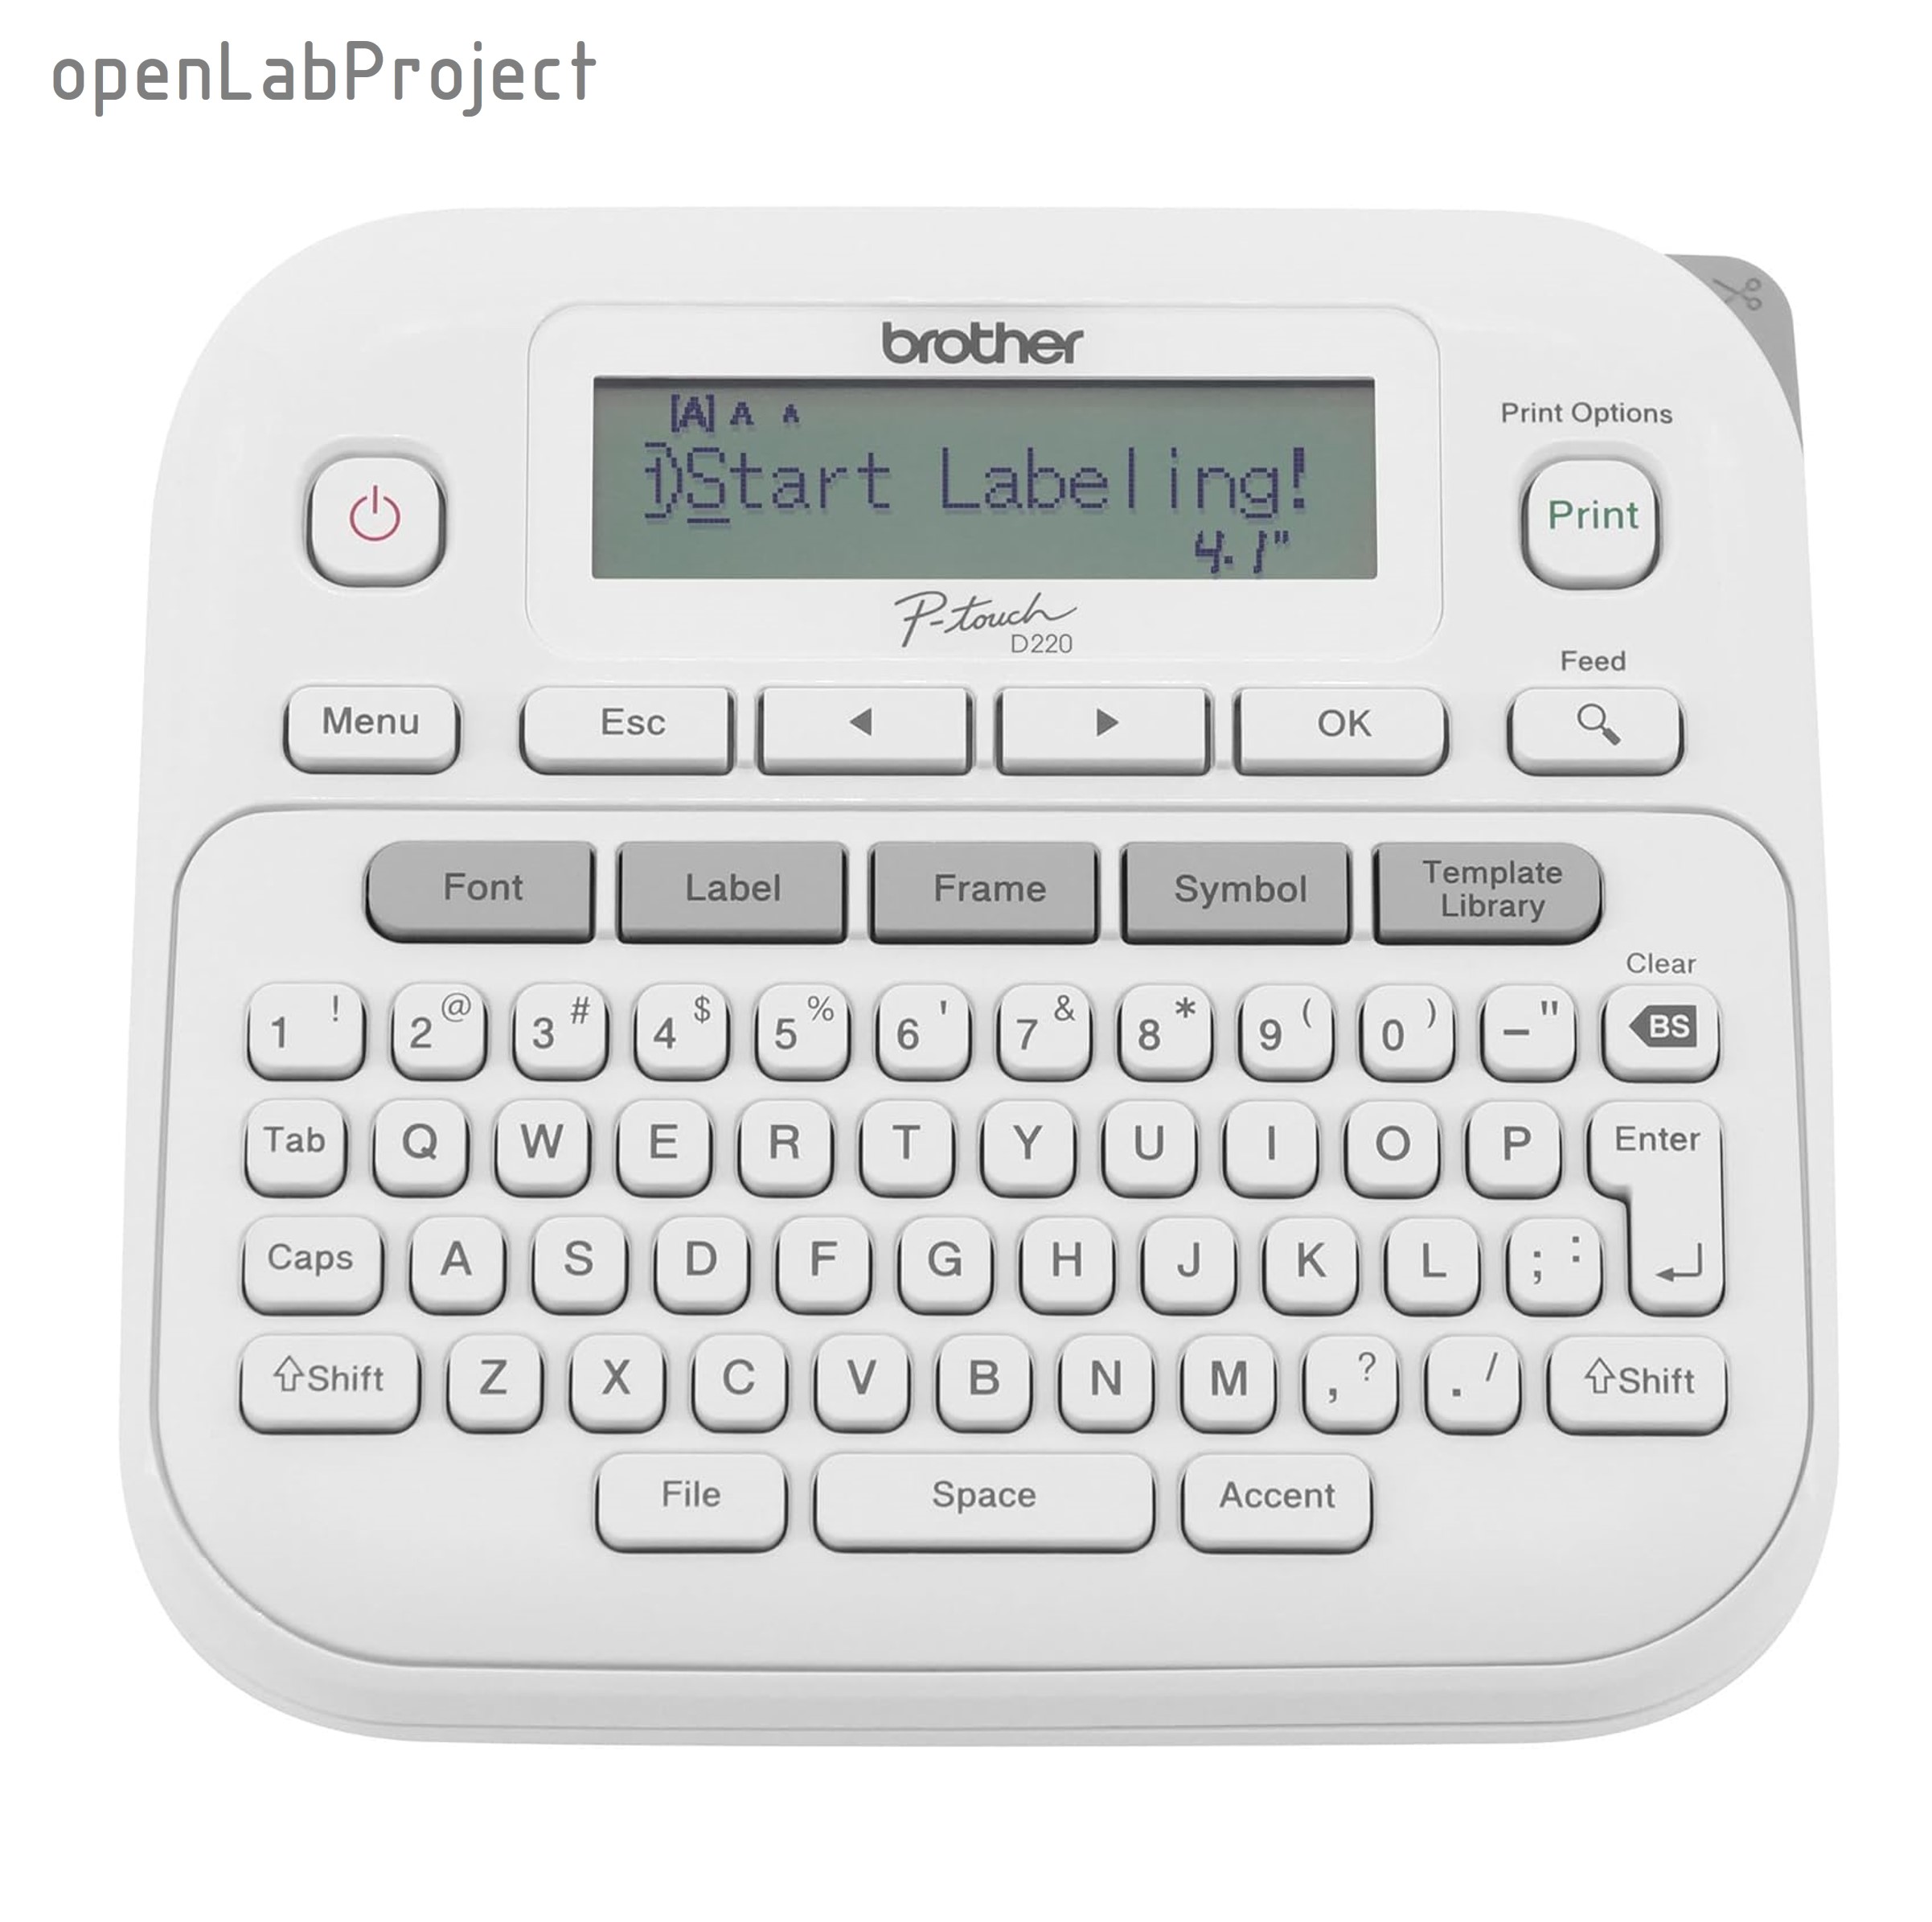 openLabProject
brother
[A] A A
1)Start Labeling!
4.1"
P-touch
D220
Print Options
Print
Feed
Menu Esc OK
Font Label Frame Symbol Template Library
Clear
1 ! 2 @ 3 # 4 $ 5 % 6 ' 7 & 8 * 9 ( 0 ) – " BS
Tab Q W E R T Y U I O P Enter
Caps A S D F G H J K L ; :
Shift Z X C V B N M , ? . / Shift
File Space Accent